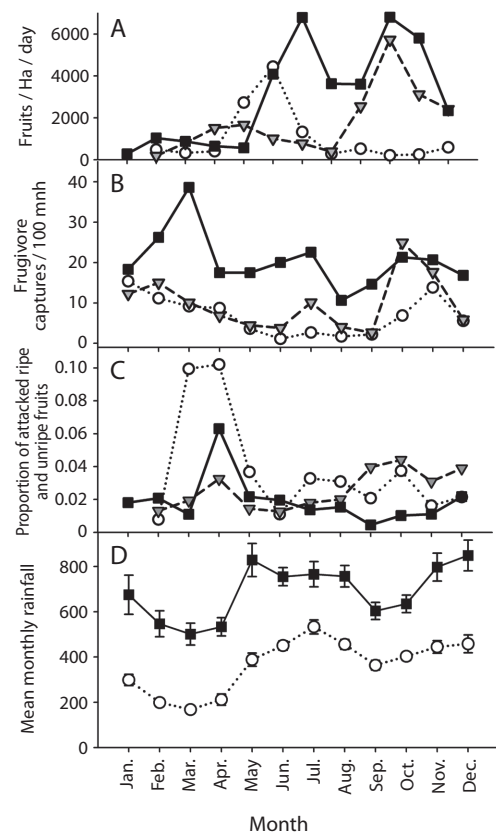 A
Fruits / Ha / day
6000
4000
2000
0
B
Frugivore
captures / 100 mnh
40
30
20
10
0
C
Proportion of attacked ripe
and unripe fruits
0.10
0.08
0.06
0.04
0.02
0
D
Mean monthly rainfall
800
600
400
200
0
Jan. Feb. Mar. Apr. May Jun. Jul. Aug. Sep. Oct. Nov. Dec.
Month